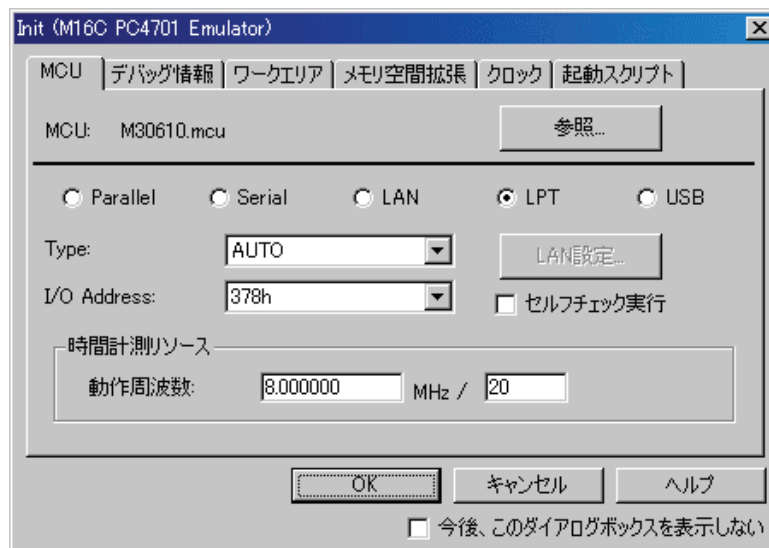 Init (M16C PC4701 Emulator)
MCU デバッグ情報 ワークエリア メモリ空間拡張 クロック 起動スクリプト
MCU: M30610.mcu 参照...
Parallel Serial LAN LPT USB
Type: AUTO LAN設定...
I/O Address: 378h セルフチェック実行
時間計測リソース
動作周波数: 8.000000 MHz / 20
OK キャンセル ヘルプ
今後、このダイアログボックスを表示しない